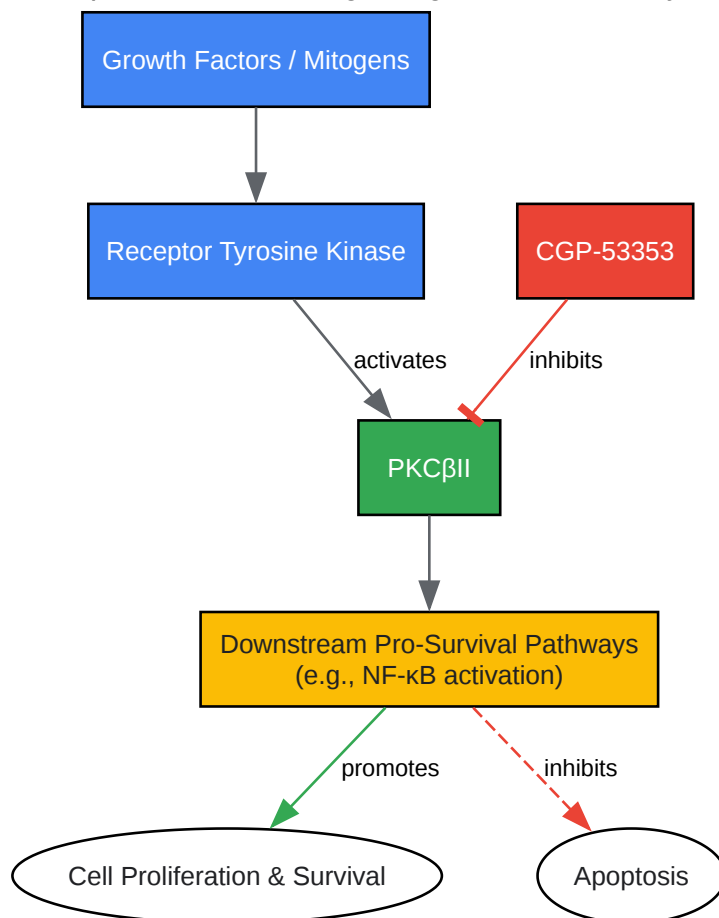 Growth Factors / Mitogens
Receptor Tyrosine Kinase
CGP-53353
activates
inhibits
PKCβII
Downstream Pro-Survival Pathways
(e.g., NF-κB activation)
promotes
inhibits
Cell Proliferation & Survival
Apoptosis